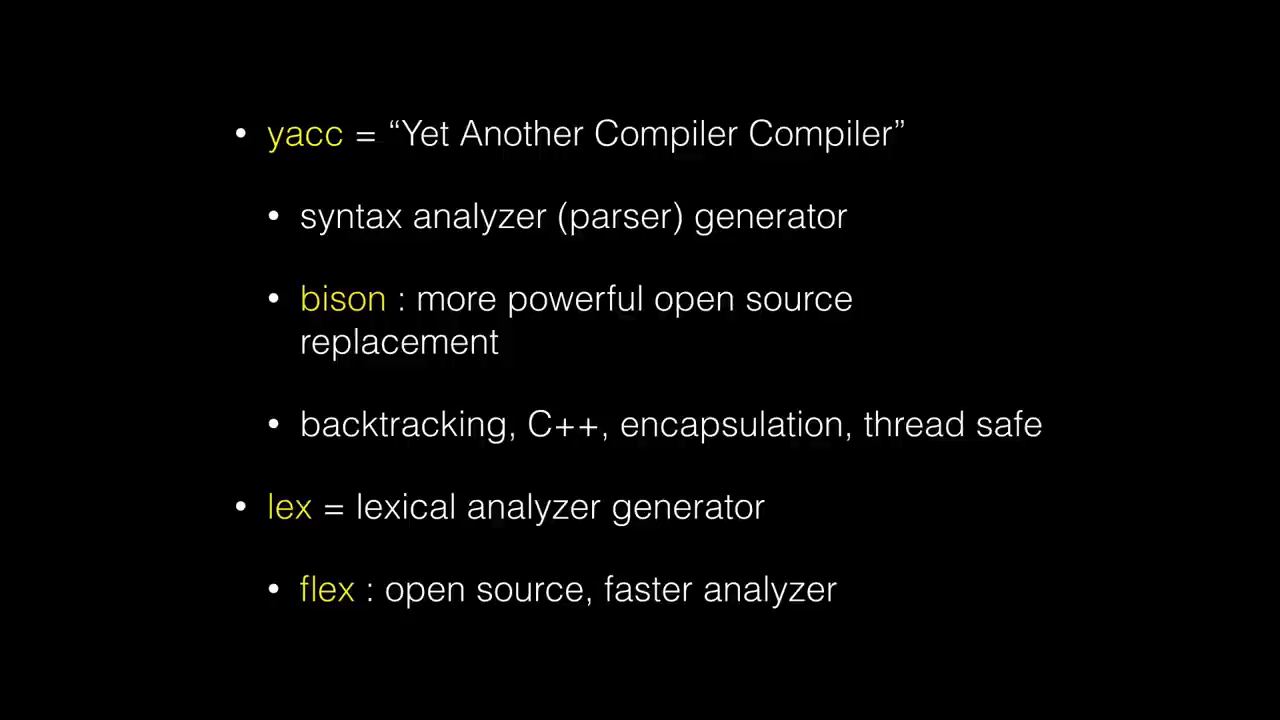 • yacc = “Yet Another Compiler Compiler”
• syntax analyzer (parser) generator
• bison : more powerful open source
replacement
• backtracking, C++, encapsulation, thread safe
• lex = lexical analyzer generator
• flex : open source, faster analyzer